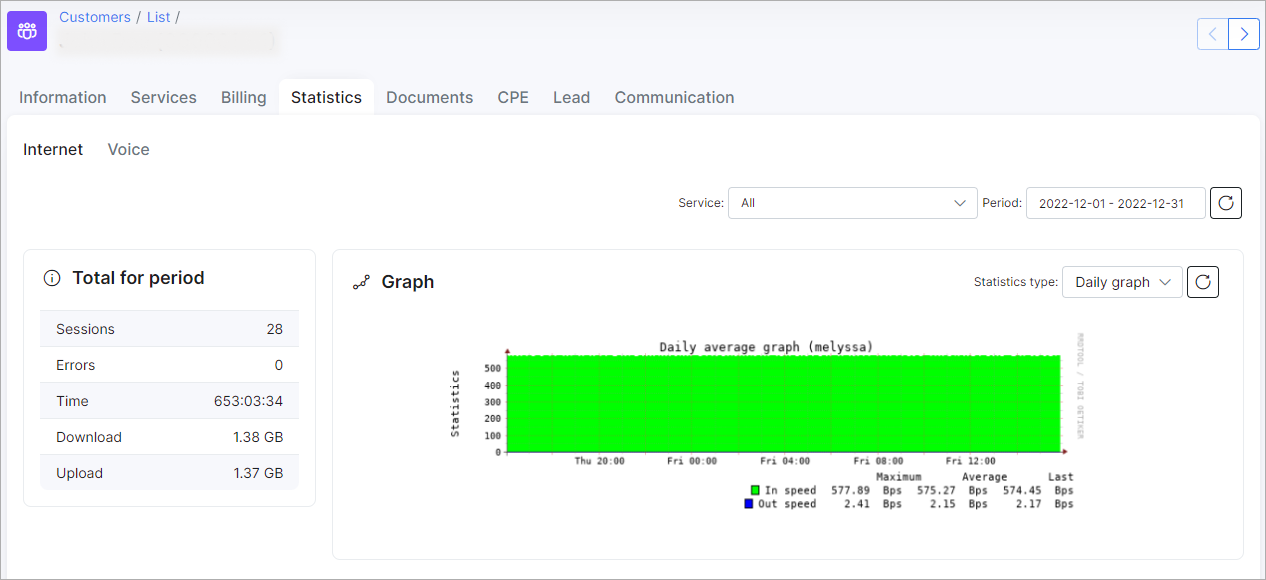 Customers / List /
Information Services Billing Statistics Documents CPE Lead Communication
Internet Voice
Service: All Period: 2022-12-01 - 2022-12-31
Total for period
Sessions 28
Errors 0
Time 653:03:34
Download 1.38 GB
Upload 1.37 GB
Graph
Statistics type: Daily graph
Daily average graph (melyssa)
RRDTOOL / TOBI OETIKER
Statistics
500
400
300
200
100
0
Thu 20:00 Fri 00:00 Fri 04:00 Fri 08:00 Fri 12:00
Maximum Average Last
In speed 577.89 Bps 575.27 Bps 574.45 Bps
Out speed 2.41 Bps 2.15 Bps 2.17 Bps